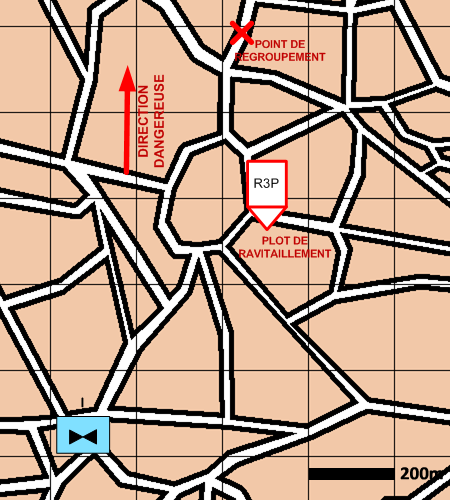 POINT DE
REGROUPEMENT
DIRECTION
DANGEREUSE
R3P
PLOT DE
RAVITAILLEMENT
200m